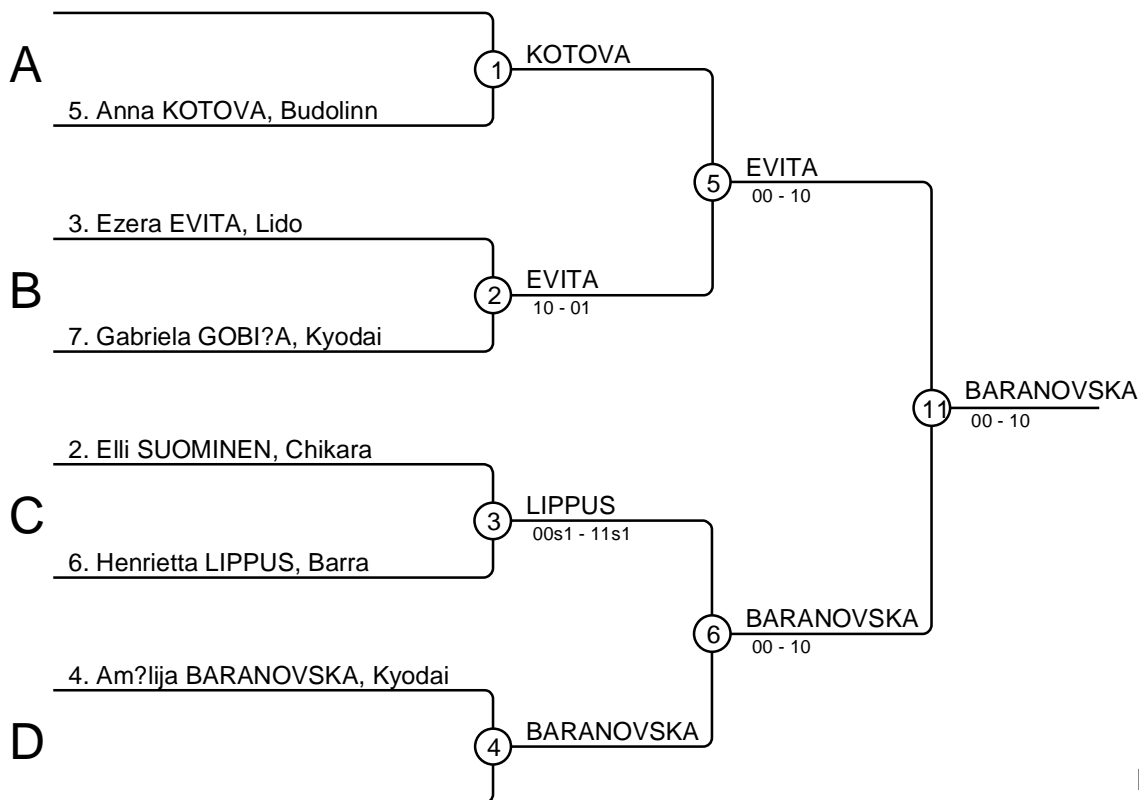 A
1
KOTOVA
5. Anna KOTOVA, Budolinn
5
EVITA
00 - 10
3. Ezera EVITA, Lido
B
2
EVITA
10 - 01
7. Gabriela GOBI?A, Kyodai
11
BARANOVSKA
00 - 10
2. Elli SUOMINEN, Chikara
C
3
LIPPUS
00s1 - 11s1
6. Henrietta LIPPUS, Barra
6
BARANOVSKA
00 - 10
4. Am?lija BARANOVSKA, Kyodai
D
4
BARANOVSKA